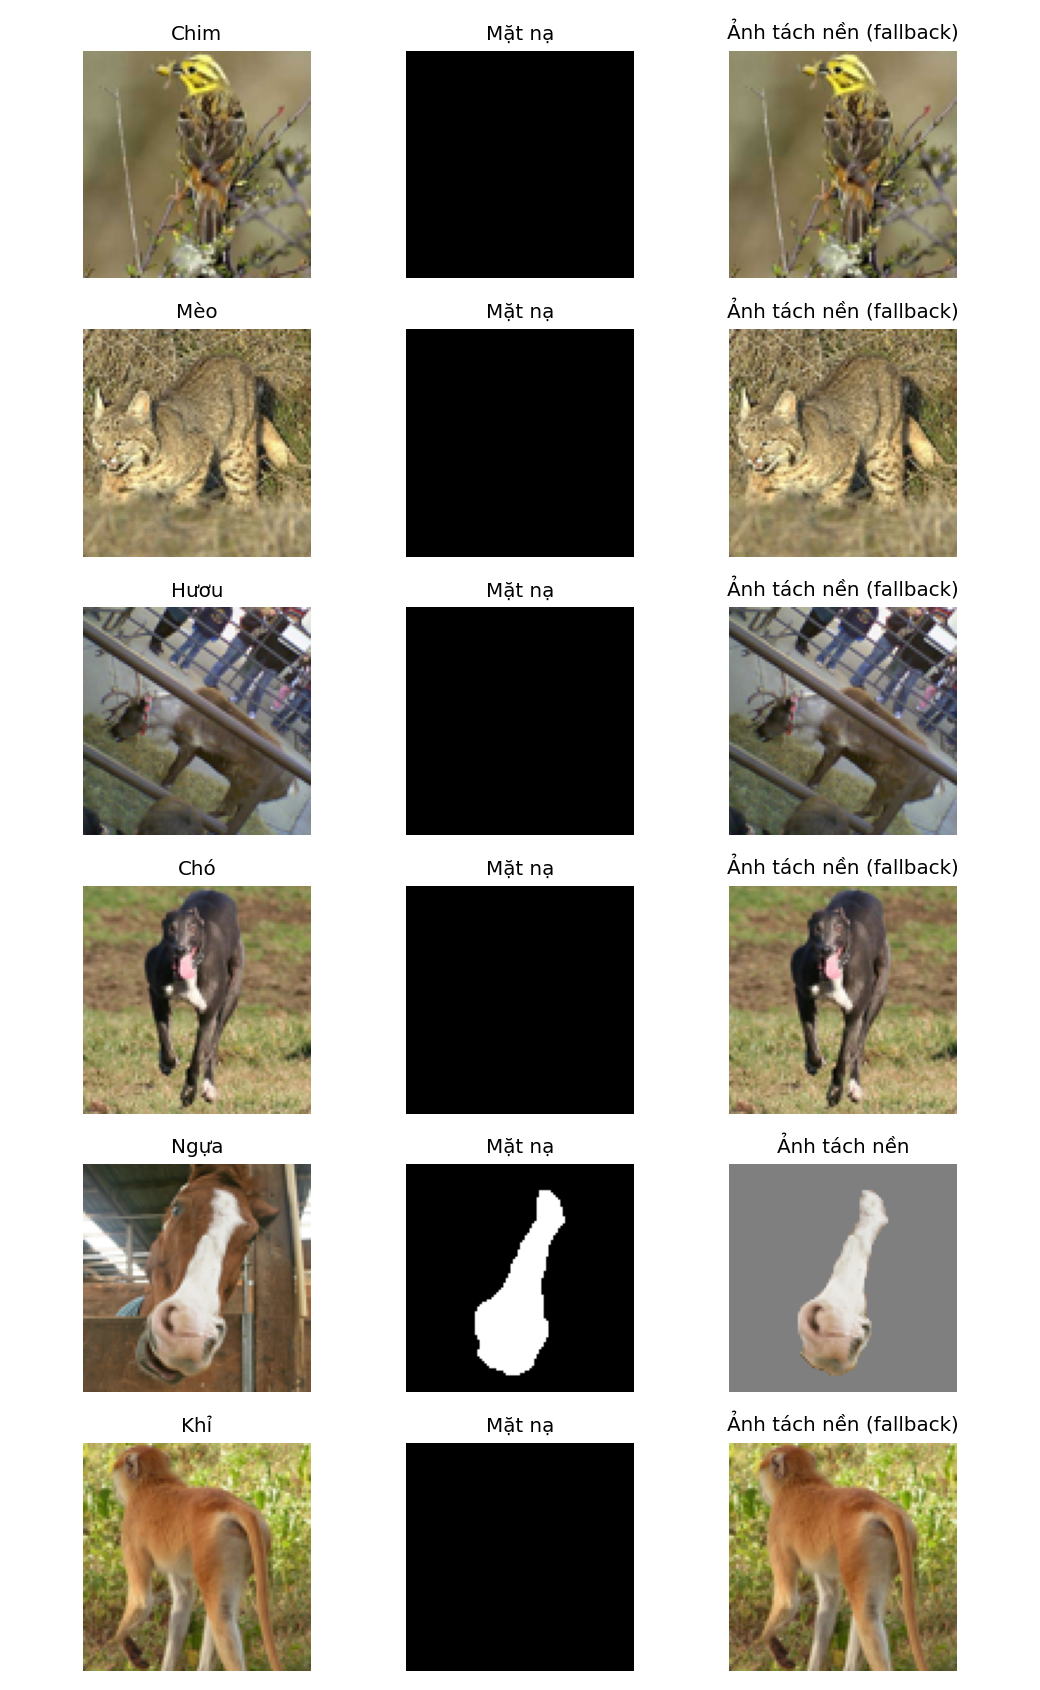 Chim
Mặt nạ
Ảnh tách nền (fallback)
Mèo
Mặt nạ
Ảnh tách nền (fallback)
Hươu
Mặt nạ
Ảnh tách nền (fallback)
Chó
Mặt nạ
Ảnh tách nền (fallback)
Ngựa
Mặt nạ
Ảnh tách nền
Khỉ
Mặt nạ
Ảnh tách nền (fallback)